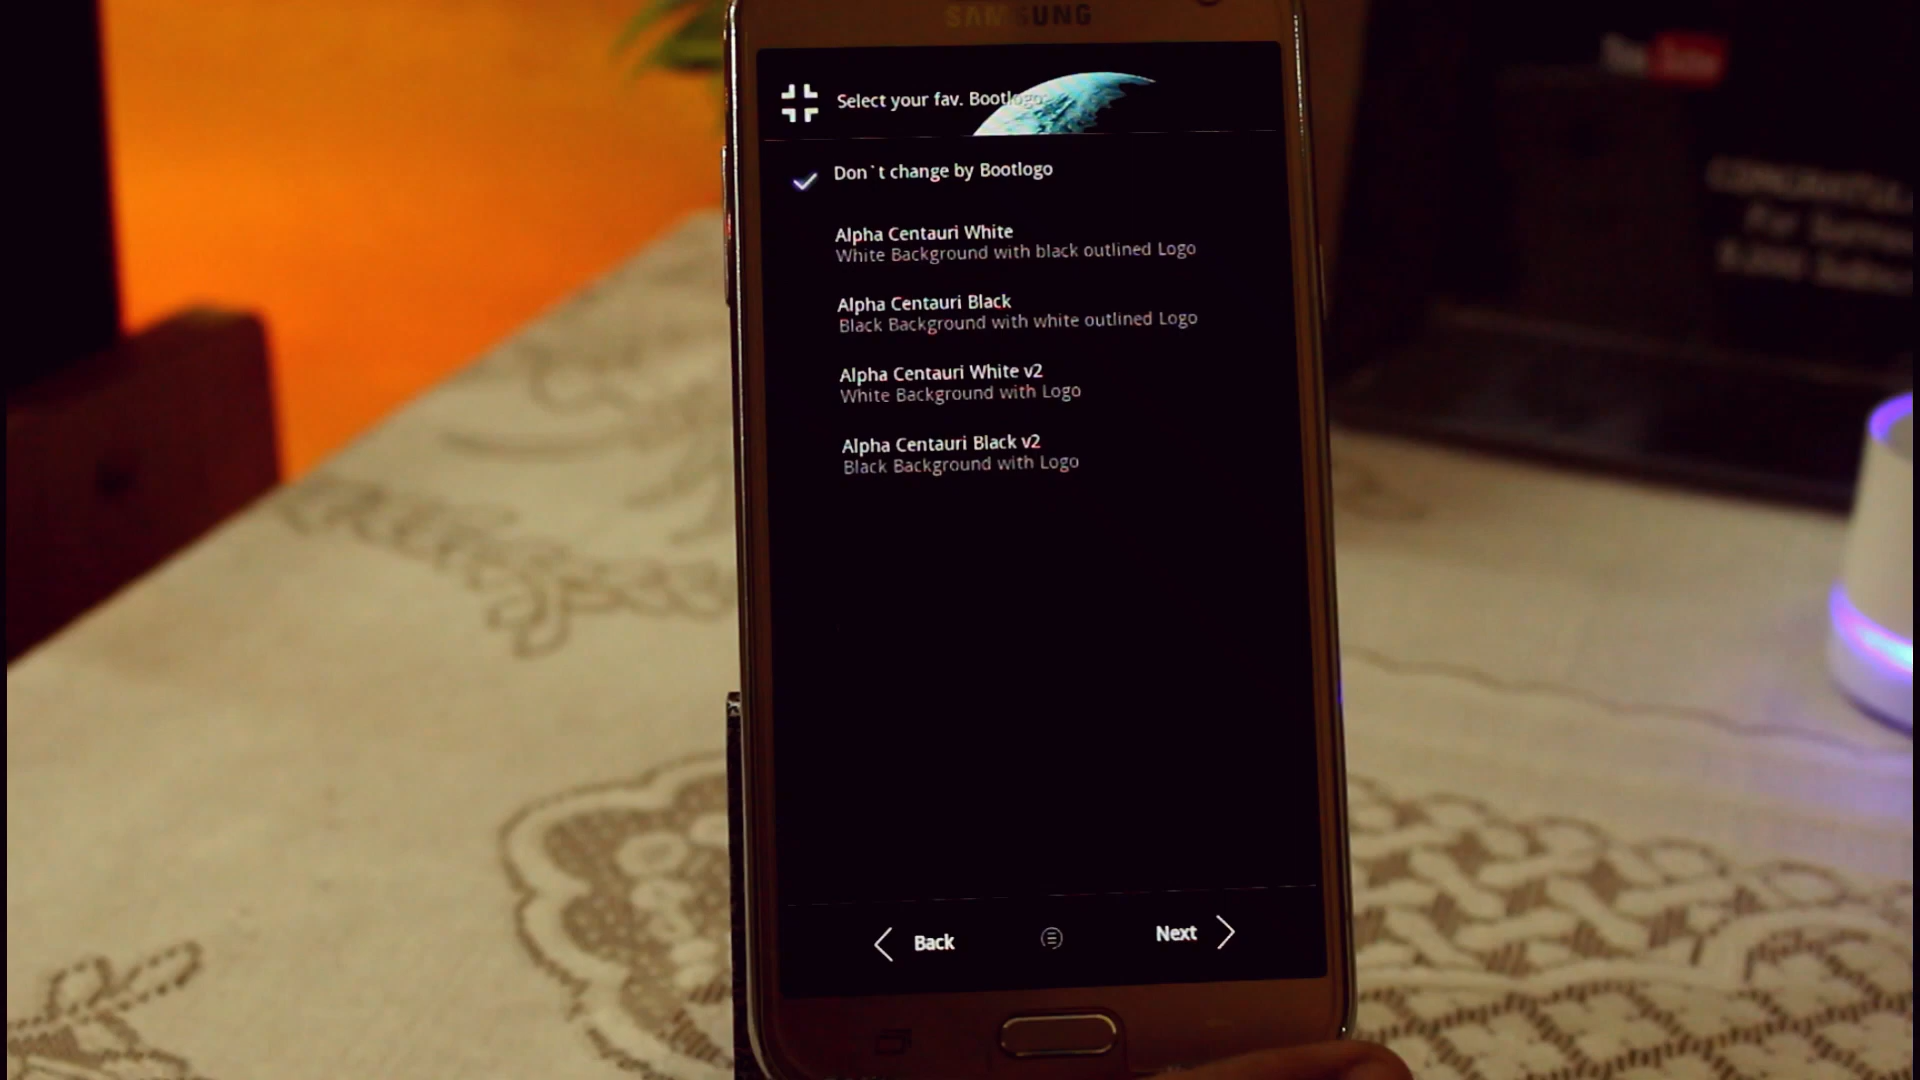 SAMSUNG
Select your fav. Bootlogo:
Don`t change by Bootlogo
Alpha Centauri White
White Background with black outlined Logo
Alpha Centauri Black
Black Background with white outlined Logo
Alpha Centauri White v2
White Background with Logo
Alpha Centauri Black v2
Black Background with Logo
Back
Next
You Tube